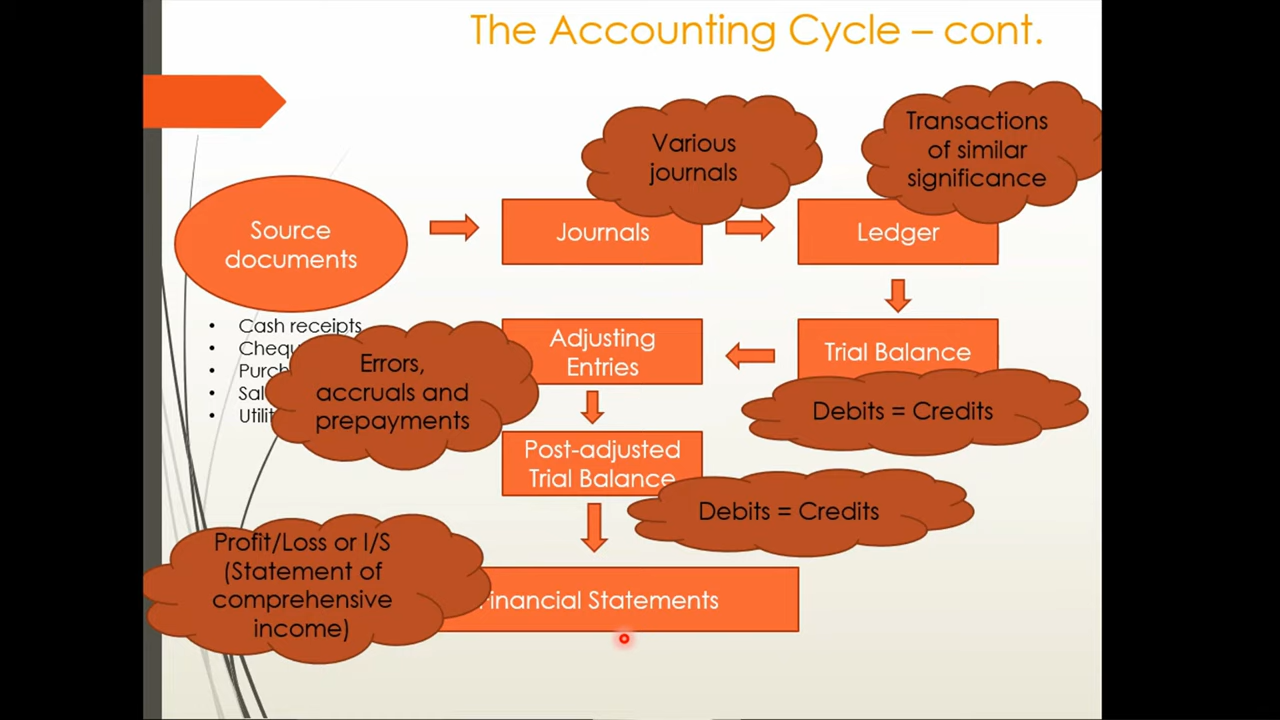 The Accounting Cycle – cont.
Various
journals
Transactions
of similar
significance
Source
documents
Journals
Ledger
• Cash receipts
•
•
•
•
Errors,
accruals and
prepayments
Adjusting
Entries
Trial Balance
Debits = Credits
Post-adjusted
Trial Balance
Debits = Credits
Profit/Loss or I/S
(Statement of
comprehensive
income)
Financial Statements